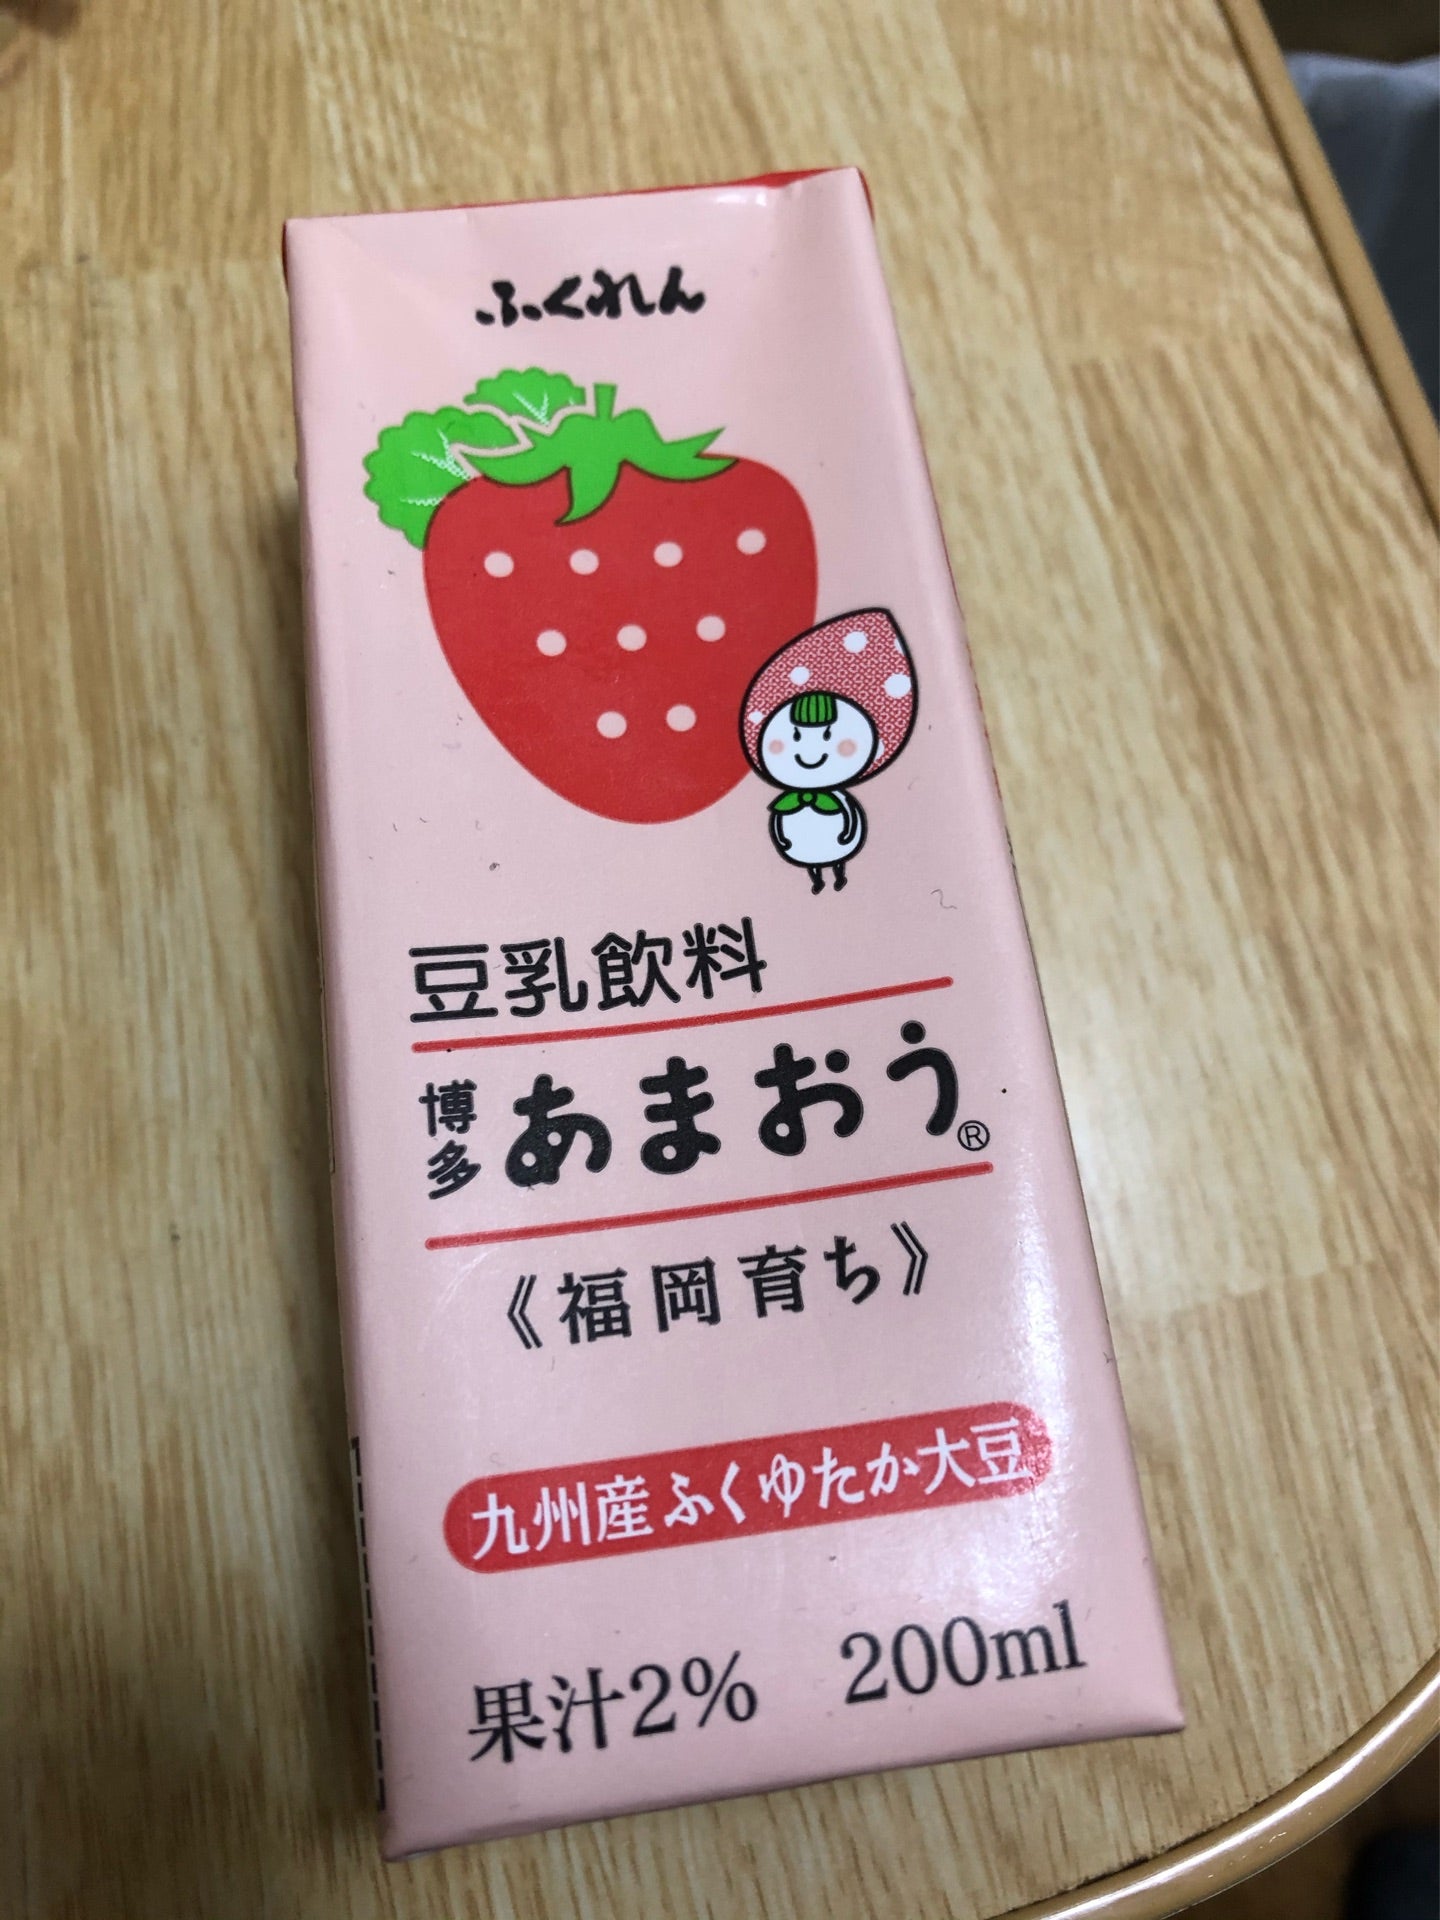 ふくれん
豆乳飲料
博多 あまおう®
《福岡育ち》
九州産ふくゆたか大豆
果汁2% 200ml